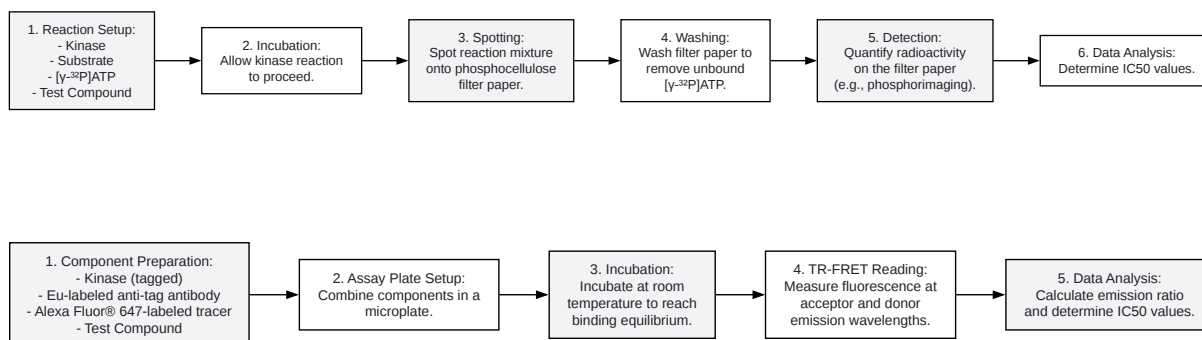 1. Reaction Setup:
- Kinase
- Substrate
- [γ-³²P]ATP
- Test Compound
2. Incubation:
Allow kinase reaction
to proceed.
3. Spotting:
Spot reaction mixture
onto phosphocellulose
filter paper.
4. Washing:
Wash filter paper to
remove unbound
[γ-³²P]ATP.
5. Detection:
Quantify radioactivity
on the filter paper
(e.g., phosphorimaging).
6. Data Analysis:
Determine IC50 values.
1. Component Preparation:
- Kinase (tagged)
- Eu-labeled anti-tag antibody
- Alexa Fluor® 647-labeled tracer
- Test Compound
2. Assay Plate Setup:
Combine components in a
microplate.
3. Incubation:
Incubate at room
temperature to reach
binding equilibrium.
4. TR-FRET Reading:
Measure fluorescence at
acceptor and donor
emission wavelengths.
5. Data Analysis:
Calculate emission ratio
and determine IC50 values.